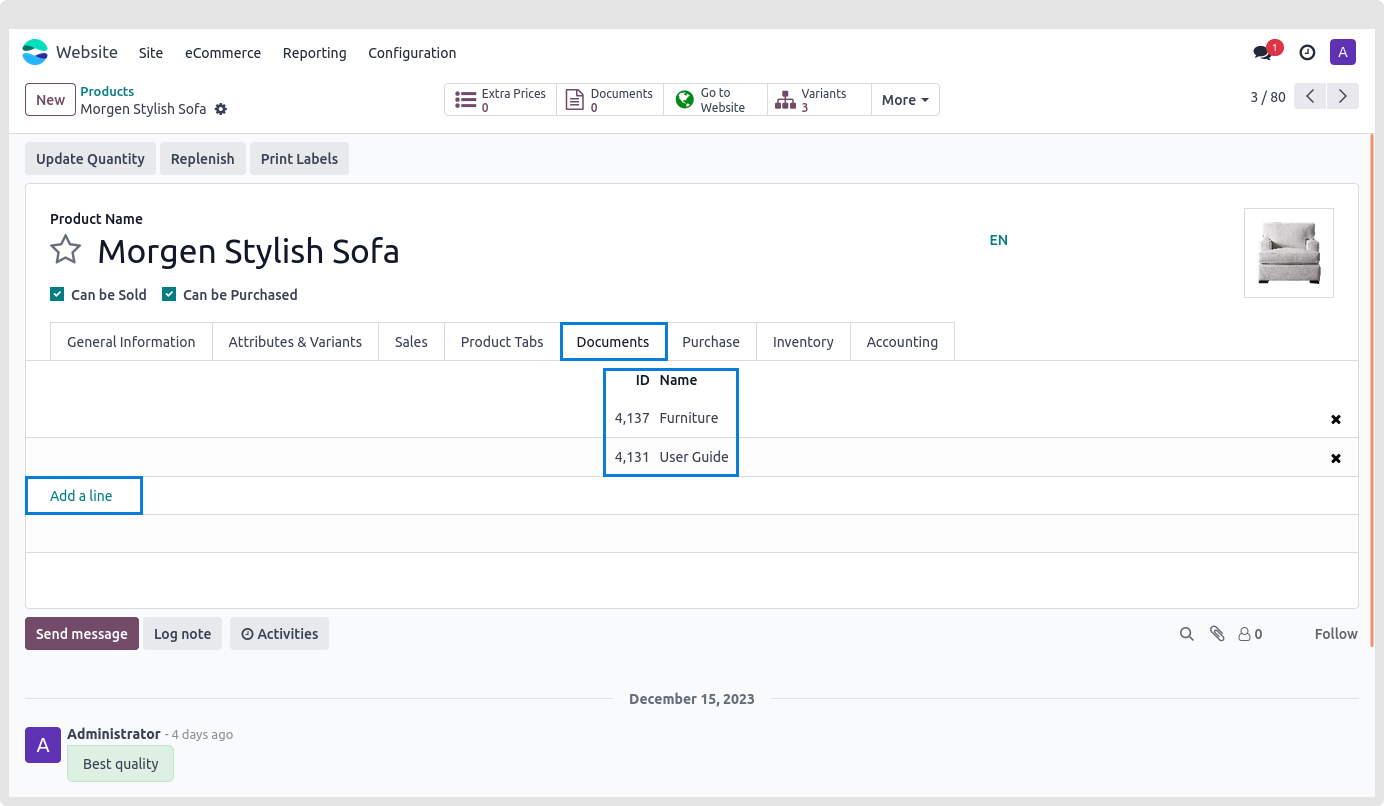 Website Site eCommerce Reporting Configuration 1 A
New Products Extra Prices 0 Documents 0 Go to Website Variants 3 More 3 / 80
Morgen Stylish Sofa
Update Quantity Replenish Print Labels
Product Name
Morgen Stylish Sofa EN
Can be Sold Can be Purchased
General Information Attributes & Variants Sales Product Tabs Documents Purchase Inventory Accounting
ID Name
4,137 Furniture
4,131 User Guide
Add a line
Send message Log note Activities 0 Follow
December 15, 2023
A Administrator - 4 days ago
Best quality